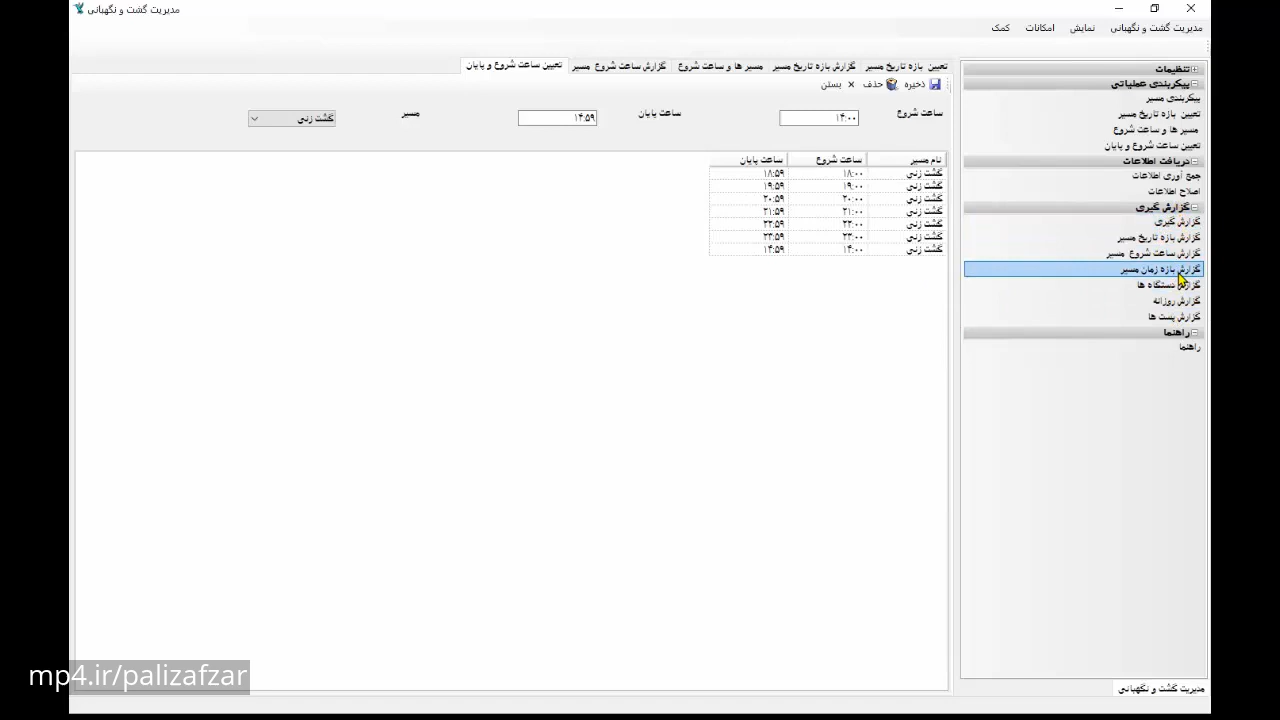 مدیریت گشت و نگهبانی
مدیریت گشت و نگهبانی نمایش امکانات کمک
تعیین بازه تاریخ مسیر گزارش بازه تاریخ مسیر مسیر ها و ساعت شروع گزارش ساعت شروع مسیر تعیین ساعت شروع و پایان
ذخیره حذف بستن
ساعت شروع ۱۴:۰۰ ساعت پایان ۱۴:۵۹ مسیر گشت زنی
نام مسیر ساعت شروع ساعت پایان
گشت زنی ۱۸:۰۰ ۱۸:۵۹
گشت زنی ۱۹:۰۰ ۱۹:۵۹
گشت زنی ۲۰:۰۰ ۲۰:۵۹
گشت زنی ۲۱:۰۰ ۲۱:۵۹
گشت زنی ۲۲:۰۰ ۲۲:۵۹
گشت زنی ۲۳:۰۰ ۲۳:۵۹
گشت زنی ۱۴:۰۰ ۱۴:۵۹
تنظیمات
پیکربندی عملیاتی
پیکربندی مسیر
تعیین بازه تاریخ مسیر
مسیر ها و ساعت شروع
تعیین ساعت شروع و پایان
دریافت اطلاعات
جمع آوری اطلاعات
اصلاح اطلاعات
گزارش گیری
گزارش گیری
گزارش بازه تاریخ مسیر
گزارش ساعت شروع مسیر
گزارش بازه زمان مسیر
گزارش دستگاه ها
گزارش روزانه
گزارش پست ها
راهنما
راهنما
مدیریت گشت و نگهبانی
mp4.ir/palizafzar